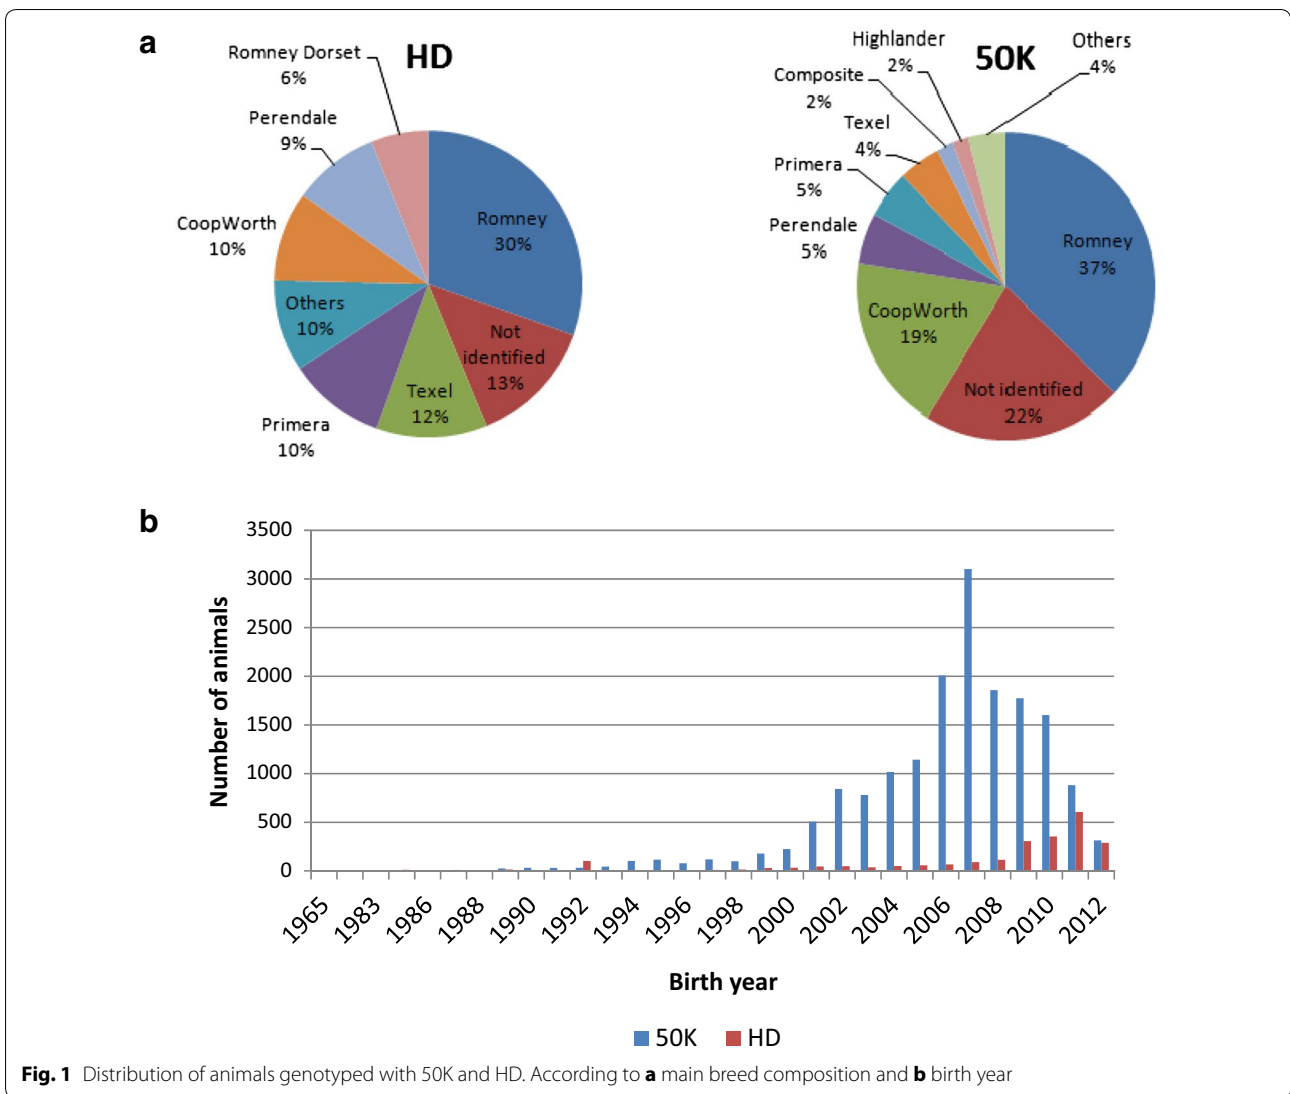 a
HD
Romney Dorset
6%
Perendale
9%
CoopWorth
10%
Others
10%
Primera
10%
Texel
12%
Not
identified
13%
Romney
30%
50K
Highlander
2%
Others
4%
Composite
2%
Texel
4%
Primera
5%
Perendale
5%
CoopWorth
19%
Not identified
22%
Romney
37%
b
Number of animals
3500
3000
2500
2000
1500
1000
500
0
1965
1983
1986
1988
1990
1992
1994
1996
1998
2000
2002
2004
2006
2008
2010
2012
Birth year
50K
HD
Fig. 1 Distribution of animals genotyped with 50K and HD. According to a main breed composition and b birth year